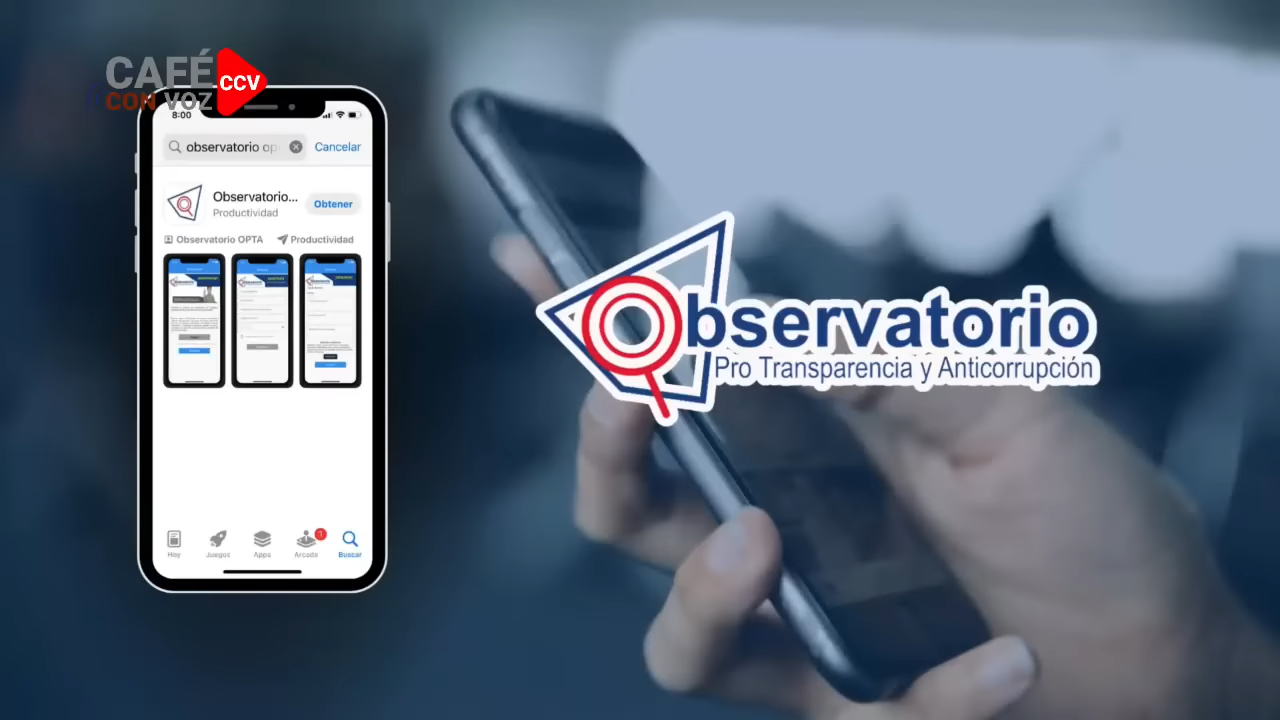 CAFÉ
CON VOZ
CCV
8:00
observatorio op
Cancelar
Observatorio...
Productividad
Obtener
Observatorio OPTA
Productividad
Hoy
Juegos
Apps
Arcade
1
Buscar
Observatorio
Pro Transparencia y Anticorrupción